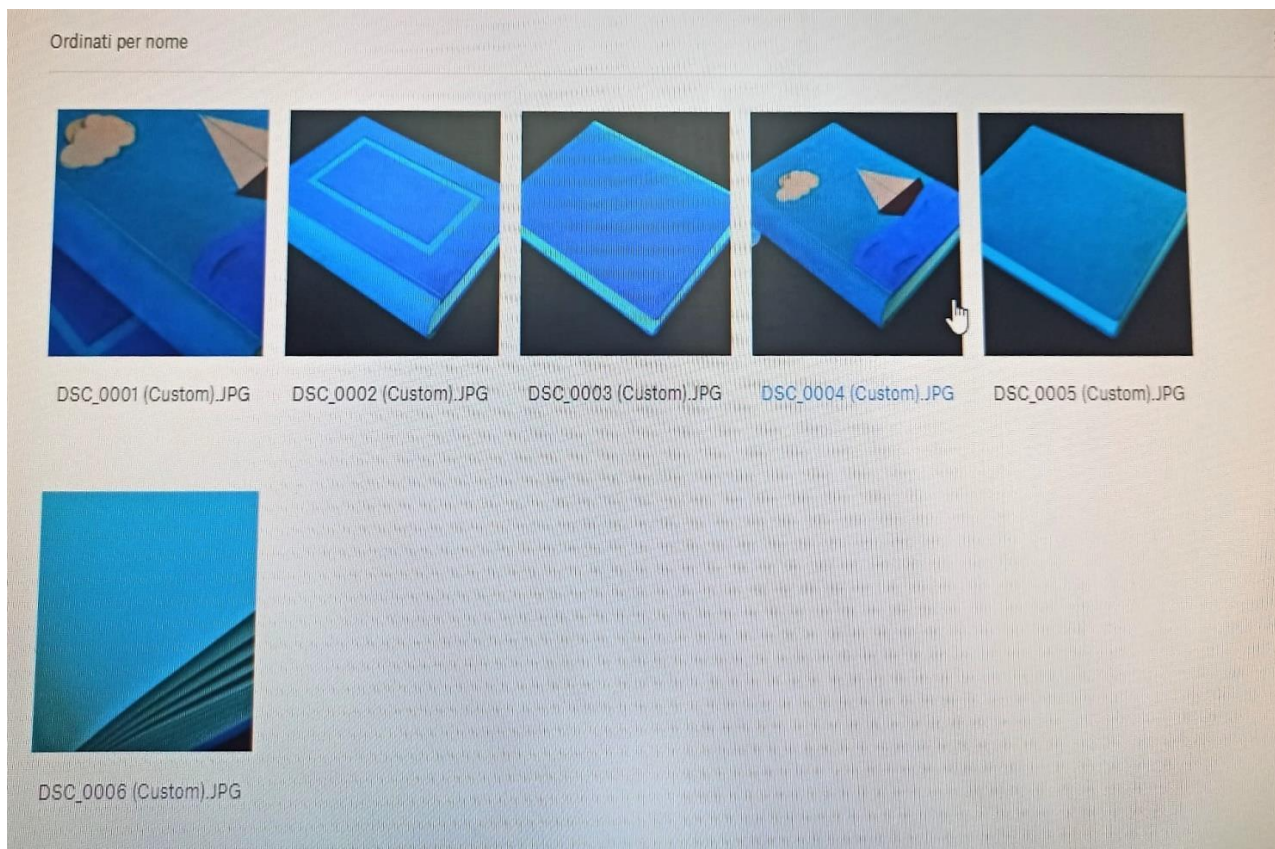 Ordinati per nome
DSC_0001 (Custom).JPG
DSC_0002 (Custom).JPG
DSC_0003 (Custom).JPG
DSC_0004 (Custom).JPG
DSC_0005 (Custom).JPG
DSC_0006 (Custom).JPG